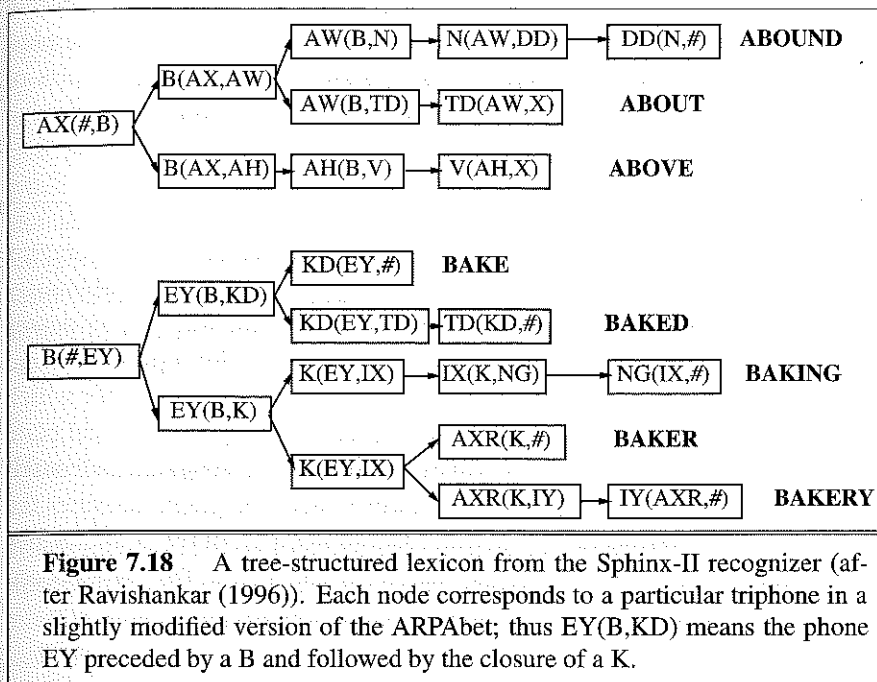 AW(B,N) N(AW,DD) DD(N,#) ABOUND
B(AX,AW)
AW(B,TD) TD(AW,X) ABOUT
AX(#,B)
B(AX,AH) AH(B,V) V(AH,X) ABOVE
KD(EY,#) BAKE
EY(B,KD)
KD(EY,TD) TD(KD,#) BAKED
B(#,EY)
K(EY,IX) IX(K,NG) NG(IX,#) BAKING
EY(B,K)
AXR(K,#) BAKER
K(EY,IX)
AXR(K,IY) IY(AXR,#) BAKERY
Figure 7.18 A tree-structured lexicon from the Sphinx-II recognizer (af-
ter Ravishankar (1996)). Each node corresponds to a particular triphone in a
slightly modified version of the ARPAbet; thus EY(B,KD) means the phone
EY preceded by a B and followed by the closure of a K.